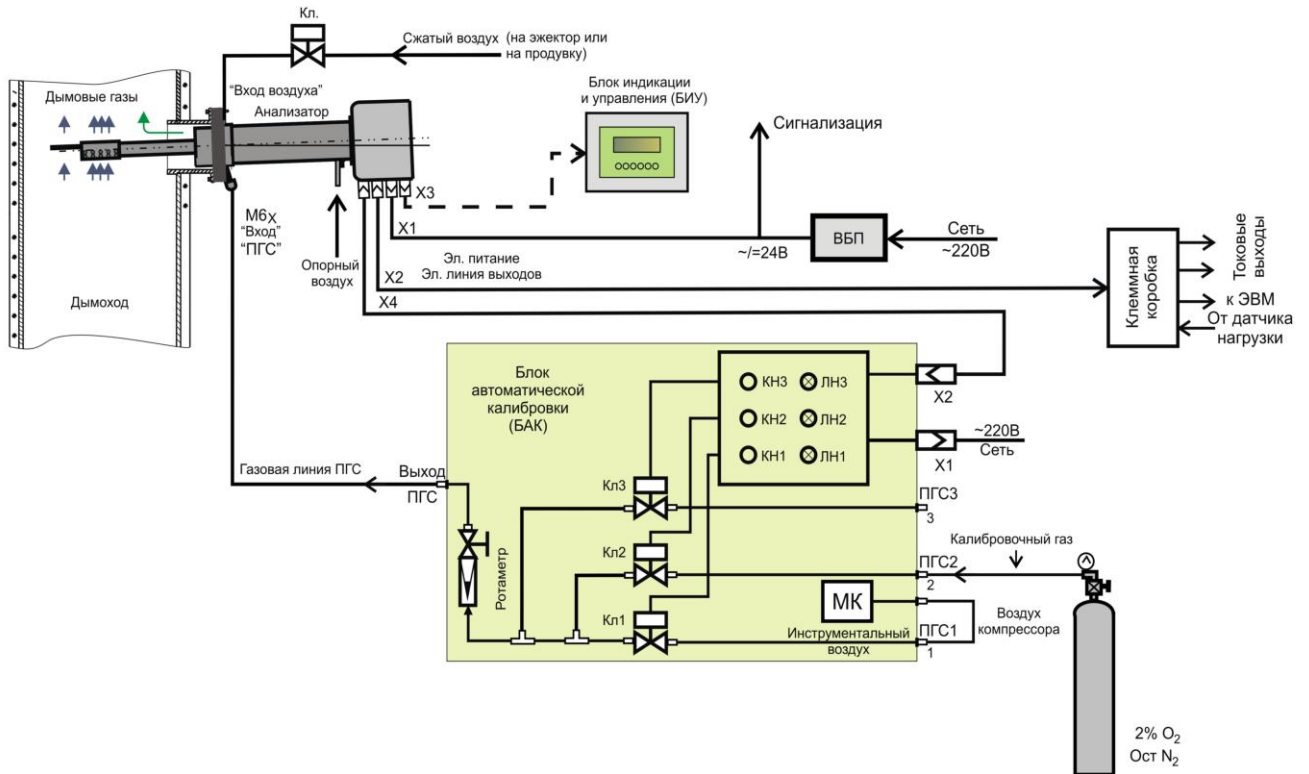 Кл.
Сжатый воздух (на эжектор или
на продувку)
Дымовые газы
“Вход воздуха”
Анализатор
Блок индикации
и управления (БИУ)
Сигнализация
X3
М6х
“Вход”
“ПГС”
X1
Опорный
воздух
~/=24В
ВБП
Сеть
~220В
Эл. питание
Эл. линия выходов
X2
X4
Дымоход
Клеммная
коробка
Токовые
выходы
к ЭВМ
От датчика
нагрузки
Блок
автоматической
калибровки
(БАК)
КН3
ЛН3
КН2
ЛН2
КН1
ЛН1
X2
~220В
Сеть
X1
Газовая линия ПГС
Выход
ПГС
Кл3
ПГС3
3
Кл2
ПГС2
2
Калибровочный газ
Ротаметр
Кл1
МК
Инструментальный
воздух
ПГС1
1
Воздух
компрессора
2% O2
Ост N2